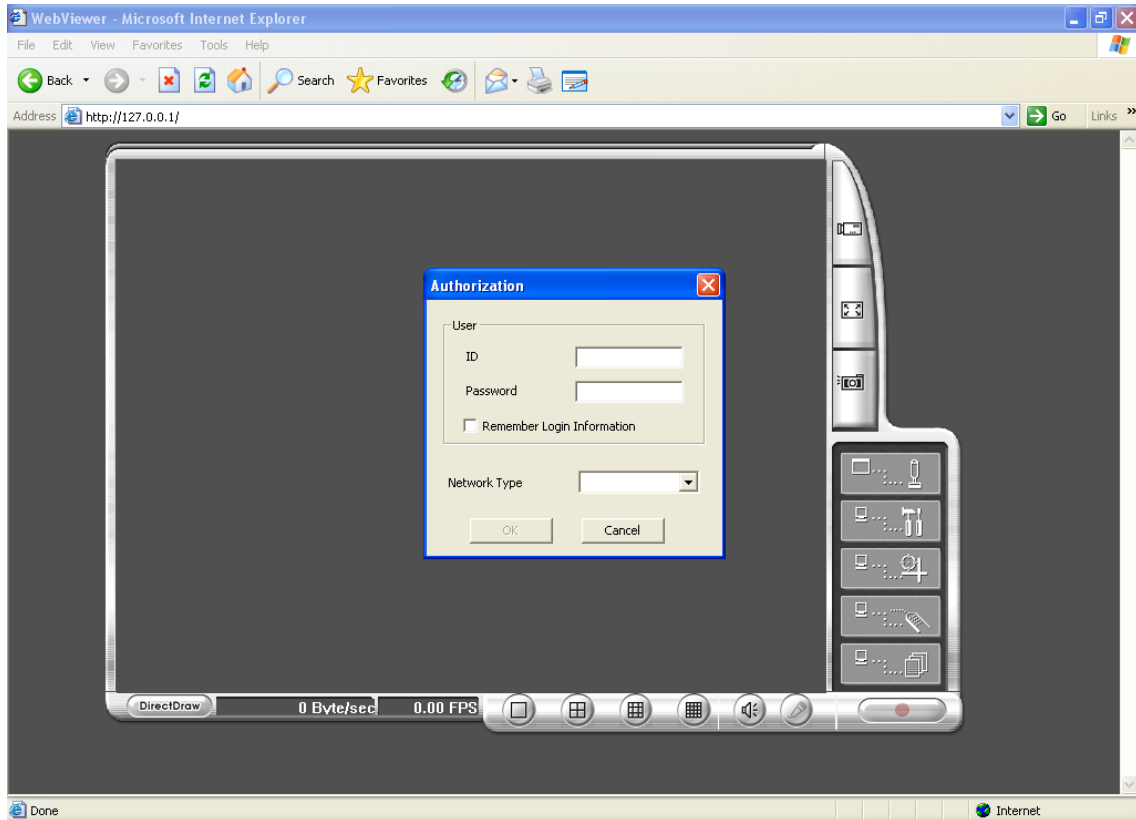 WebViewer - Microsoft Internet Explorer
File Edit View Favorites Tools Help
Back Search Favorites
Address http://127.0.0.1/ Go Links »
Authorization
User
ID
Password
Remember Login Information
Network Type
OK Cancel
DirectDraw 0 Byte/sec 0.00 FPS
Done Internet